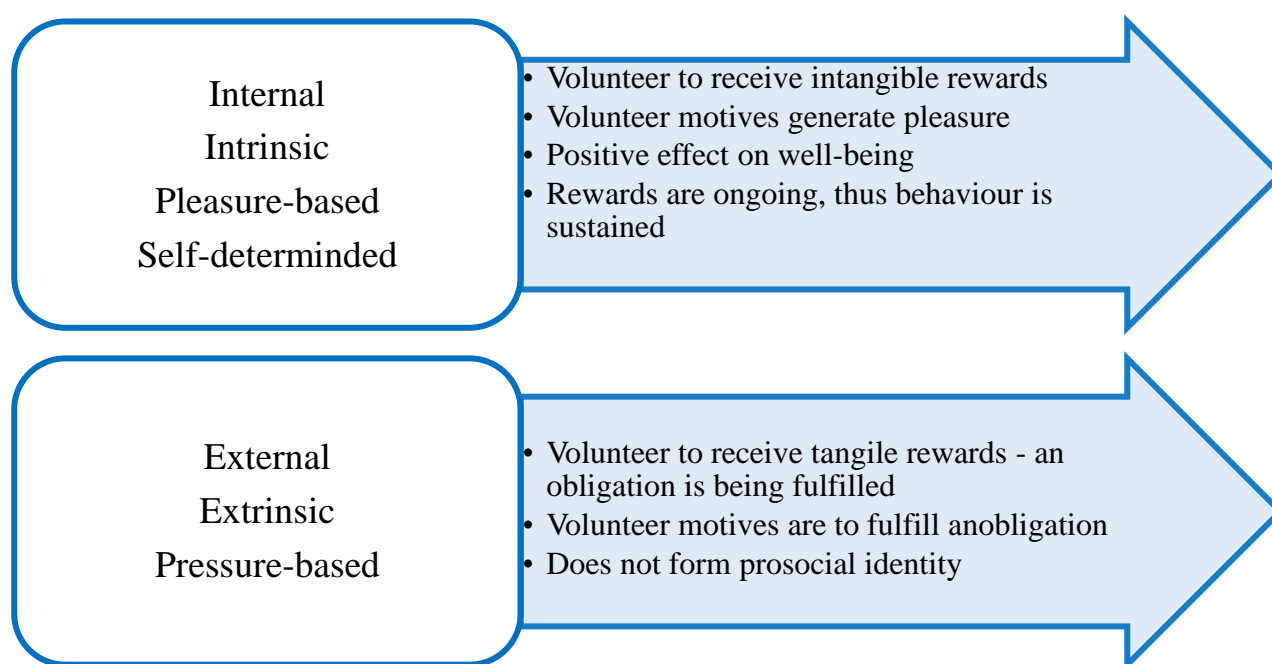 Internal
Intrinsic
Pleasure-based
Self-determinded
• Volunteer to receive intangible rewards
• Volunteer motives generate pleasure
• Positive effect on well-being
• Rewards are ongoing, thus behaviour is
sustained
External
Extrinsic
Pressure-based
• Volunteer to receive tangile rewards - an
obligation is being fulfilled
• Volunteer motives are to fulfill anobligation
• Does not form prosocial identity